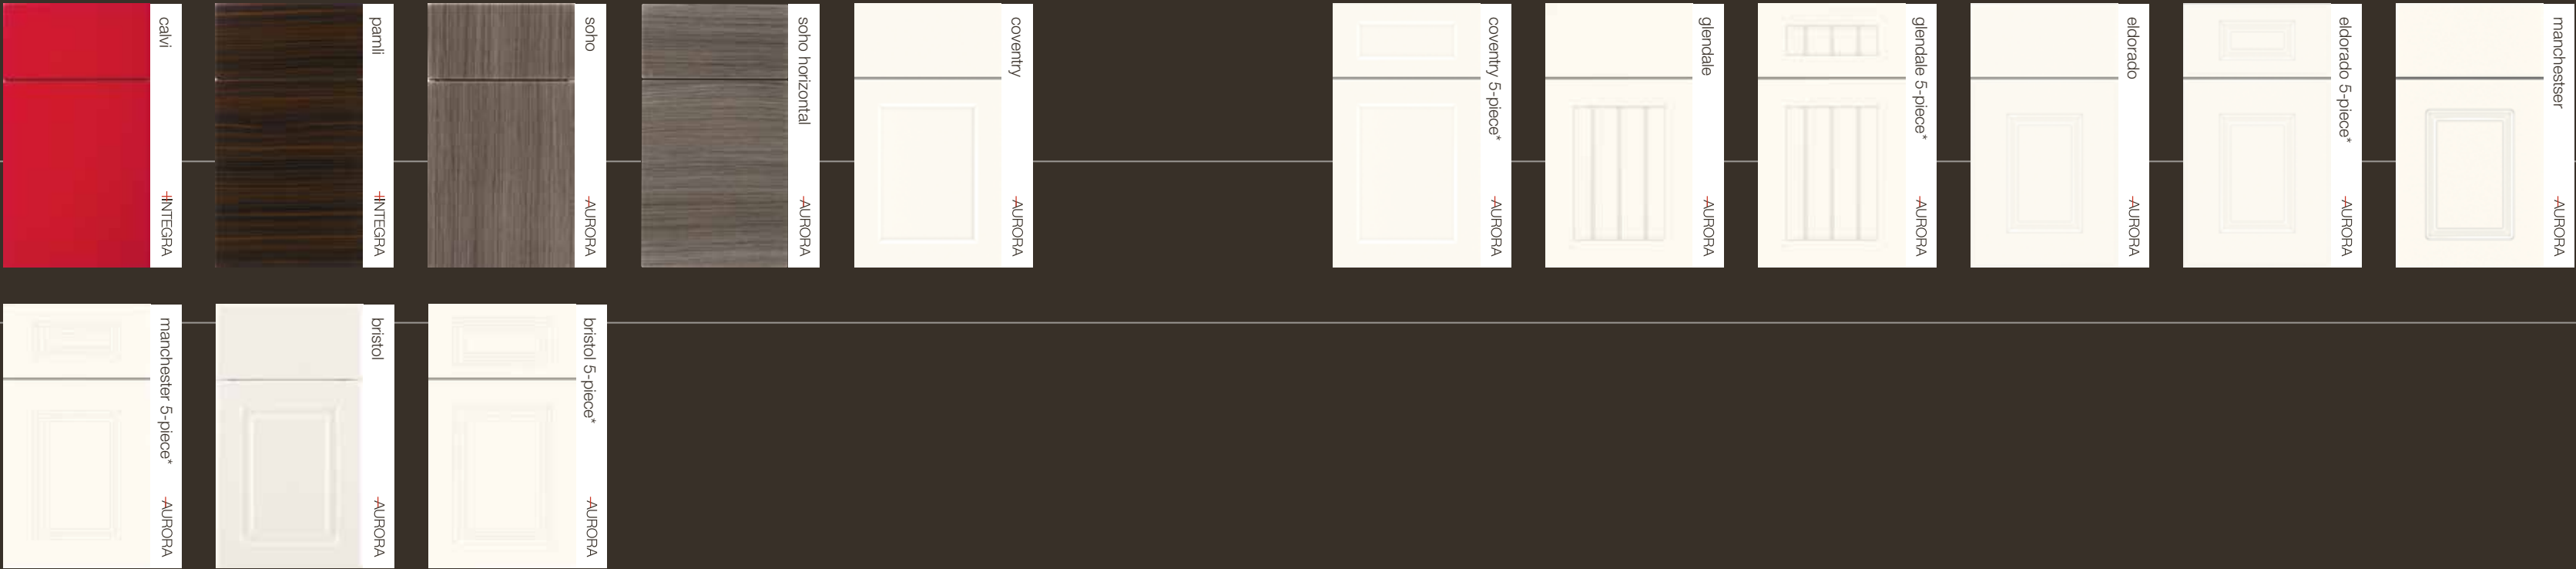 calvi
INTEGRA
pamli
INTEGRA
soho
AURORA
soho horizontal
AURORA
coventry
AURORA
coventry 5-piece*
AURORA
glendale
AURORA
glendale 5-piece*
AURORA
eldorado
AURORA
eldorado 5-piece*
AURORA
manchestser
AURORA
manchester 5-piece*
AURORA
bristol
AURORA
bristol 5-piece*
AURORA